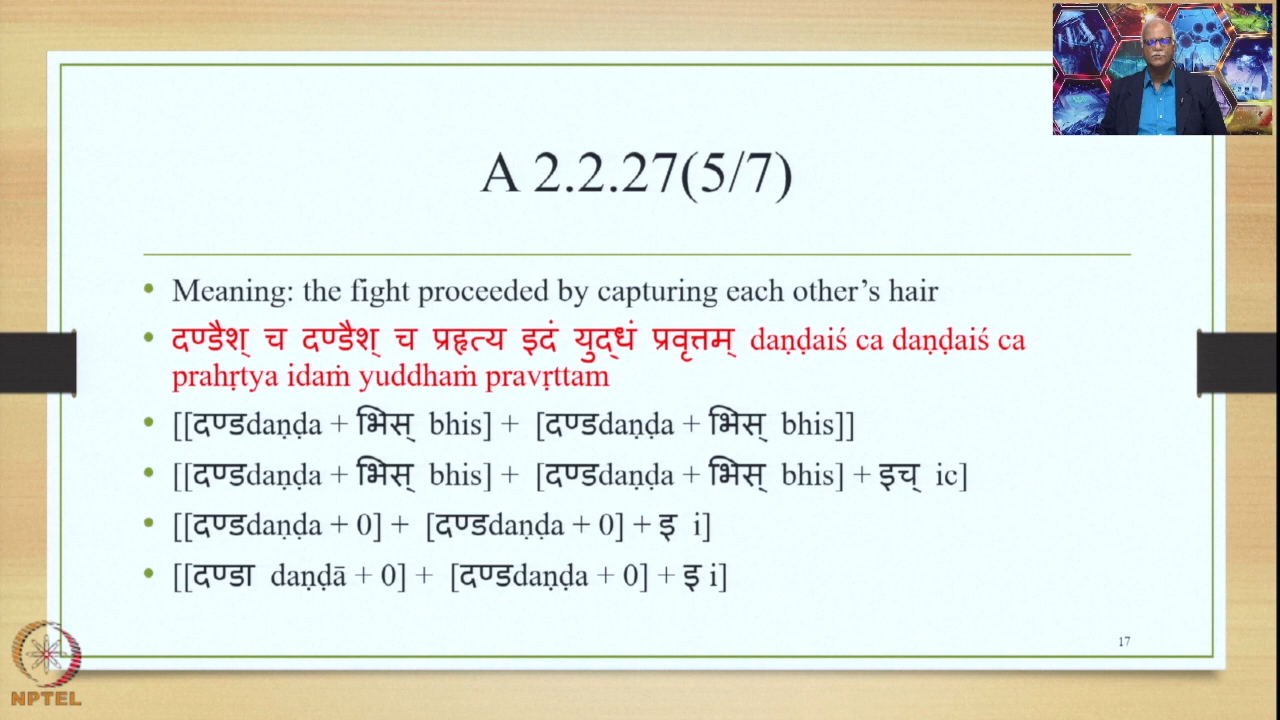 A 2.2.27(5/7)
• Meaning: the fight proceeded by capturing each other’s hair
• दण्डैश् च दण्डैश् च प्रहृत्य इदं युद्धं प्रवृत्तम् daṇḍaiś ca daṇḍaiś ca
prahṛtya idaṁ yuddhaṁ pravṛttam
• [[दण्डdaṇḍa + भिस् bhis] + [दण्डdaṇḍa + भिस् bhis]]
• [[दण्डdaṇḍa + भिस् bhis] + [दण्डdaṇḍa + भिस् bhis] + इच् ic]
• [[दण्डdaṇḍa + 0] + [दण्डdaṇḍa + 0] + इ i]
• [[दण्डा daṇḍā + 0] + [दण्डdaṇḍa + 0] + इ i]
17
NPTEL